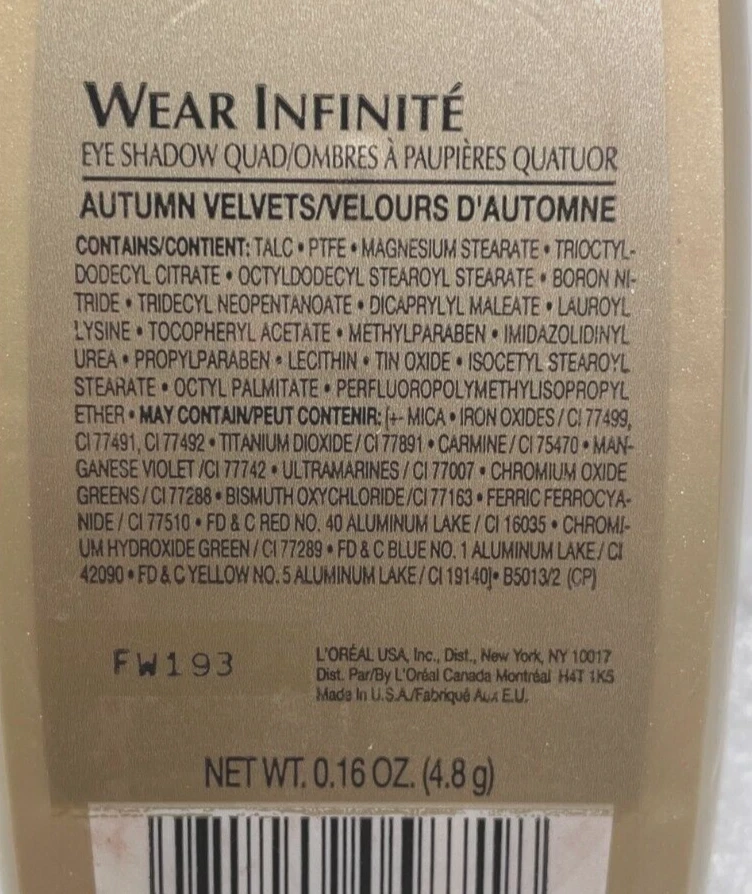 WEAR INFINITÉ
EYE SHADOW QUAD/OMBRES À PAUPIÈRES QUATUOR
AUTUMN VELVETS/VELOURS D'AUTOMNE
CONTAINS/CONTIENT: TALC • PTFE • MAGNESIUM STEARATE • TRIOCTYL-
DODECYL CITRATE • OCTYLDODECYL STEAROYL STEARATE • BORON NI-
TRIDE • TRIDECYL NEOPENTANOATE • DICAPRYLYL MALEATE • LAUROYL
LYSINE • TOCOPHERYL ACETATE • METHYLPARABEN • IMIDAZOLIDINYL
UREA • PROPYLPARABEN • LECITHIN • TIN OXIDE • ISOCETYL STEAROYL
STEARATE • OCTYL PALMITATE • PERFLUOROPOLYMETHYLISOPROPYL
ETHER • MAY CONTAIN/PEUT CONTENIR: [+- MICA • IRON OXIDES / CI 77499,
CI 77491, CI 77492 • TITANIUM DIOXIDE / CI 77891 • CARMINE / CI 75470 • MAN-
GANESE VIOLET /CI 77742 • ULTRAMARINES / CI 77007 • CHROMIUM OXIDE
GREENS / CI 77288 • BISMUTH OXYCHLORIDE /CI 77163 • FERRIC FERROCYA-
NIDE / CI 77510 • FD & C RED NO. 40 ALUMINUM LAKE / CI 16035 • CHROMI-
UM HYDROXIDE GREEN / CI 77289 • FD & C BLUE NO. 1 ALUMINUM LAKE / CI
42090 • FD & C YELLOW NO. 5 ALUMINUM LAKE / CI 19140]• B5013/2 (CP)
FW193
L'ORÉAL USA, Inc., Dist., New York, NY 10017
Dist. Par/By L'Oréal Canada Montréal H4T 1K5
Made In U.S.A/Fabriqué Aux E.U.
NET WT. 0.16 OZ. (4.8 g)